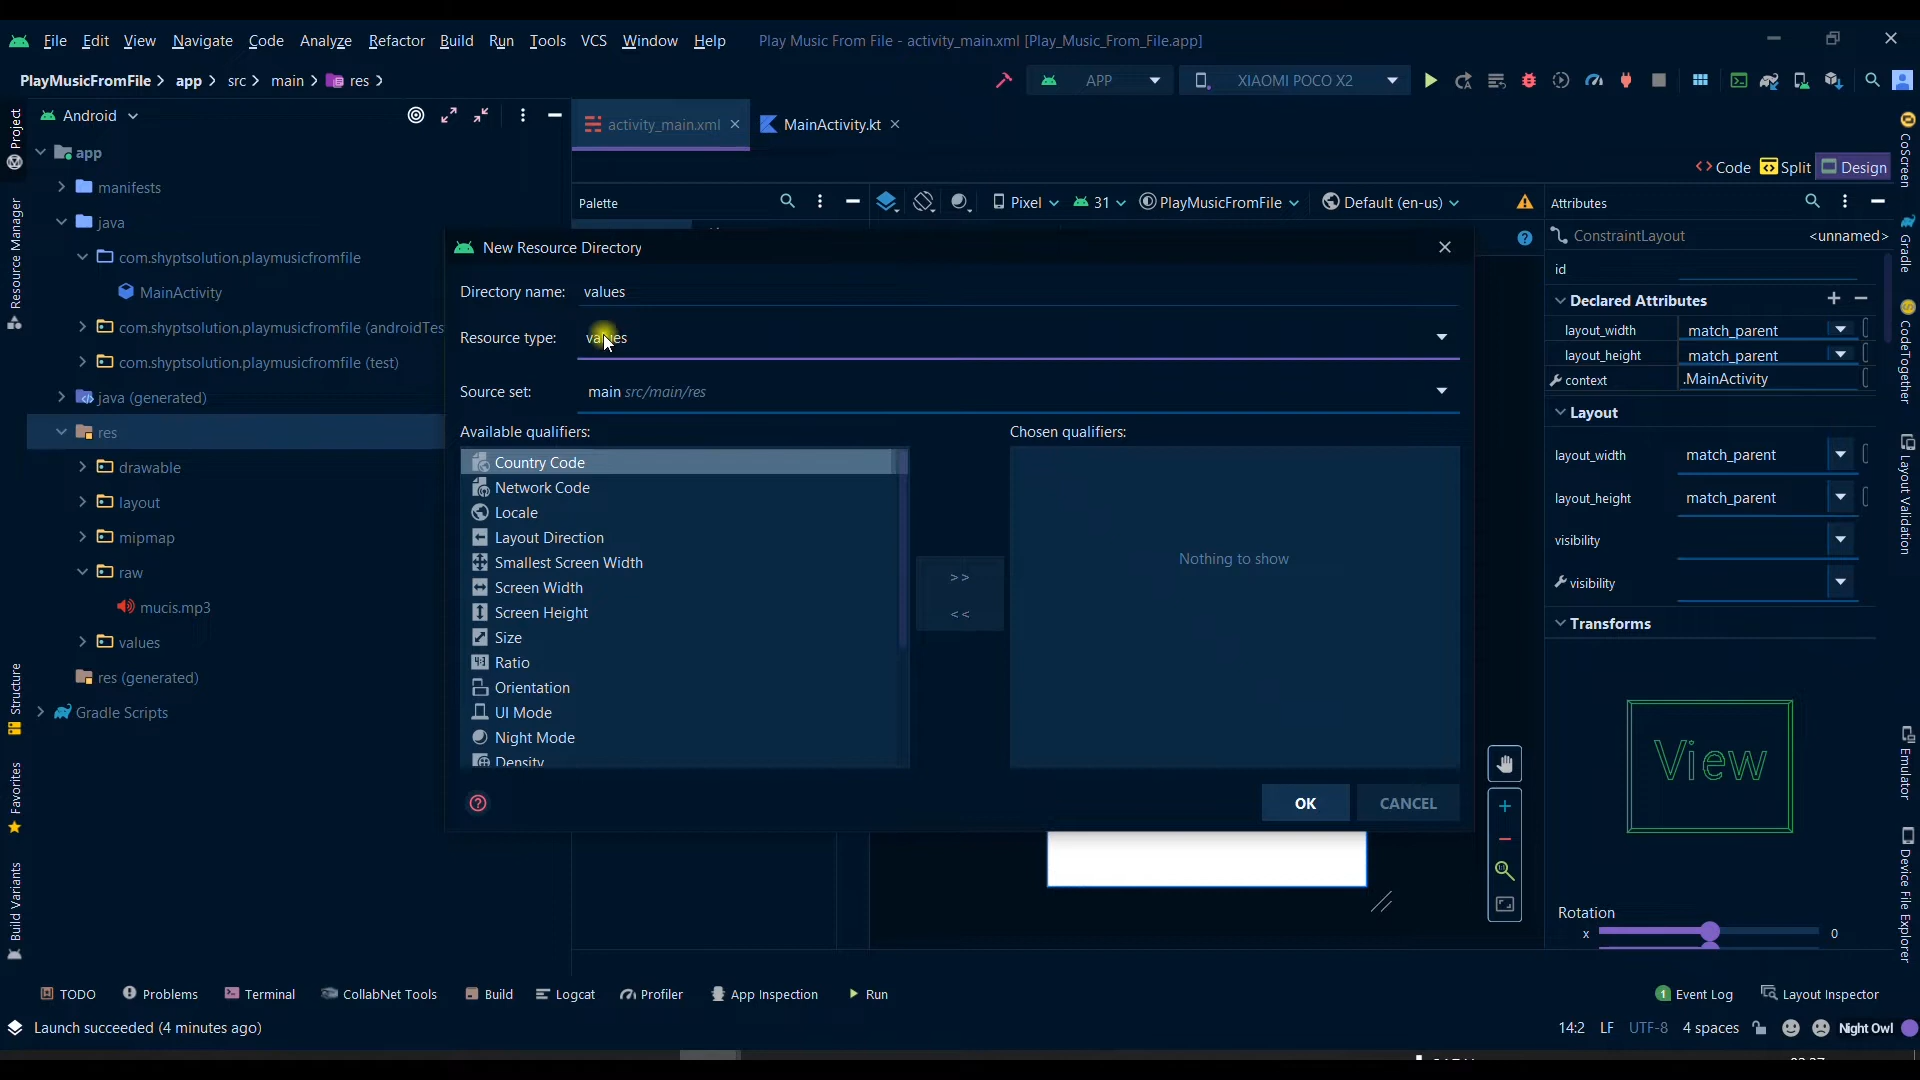 File Edit View Navigate Code Analyze Refactor Build Run Tools VCS Window Help Play Music From File - activity_main.xml [Play_Music_From_File.app]
PlayMusicFromFile app src main res APP XIAOMI POCO X2
Android
activity_main.xml MainActivity.kt
Code Split Design
Palette Pixel 31 PlayMusicFromFile Default (en-us) Attributes
Project
Resource Manager
Structure
Favorites
Build Variants
app
manifests
java
com.shyptsolution.playmusicfromfile
MainActivity
com.shyptsolution.playmusicfromfile (androidTes
com.shyptsolution.playmusicfromfile (test)
java (generated)
res
drawable
layout
mipmap
raw
mucis.mp3
values
res (generated)
Gradle Scripts
New Resource Directory
Directory name: values
Resource type: values
Source set: main src/main/res
Available qualifiers: Chosen qualifiers:
Country Code
Network Code
Locale
Layout Direction
Smallest Screen Width
Screen Width
Screen Height
Size
Ratio
Orientation
UI Mode
Night Mode
Density
>>
<<
Nothing to show
OK CANCEL
ConstraintLayout <unnamed>
id
Declared Attributes
layout_width match_parent
layout_height match_parent
context .MainActivity
Layout
layout_width match_parent
layout_height match_parent
visibility
visibility
Transforms
View
Rotation
x 0
CoScreen
Gradle
CodeTogether
Layout Validation
Emulator
Device File Explorer
TODO Problems Terminal CollabNet Tools Build Logcat Profiler App Inspection Run Event Log Layout Inspector
Launch succeeded (4 minutes ago) 14:2 LF UTF-8 4 spaces Night Owl